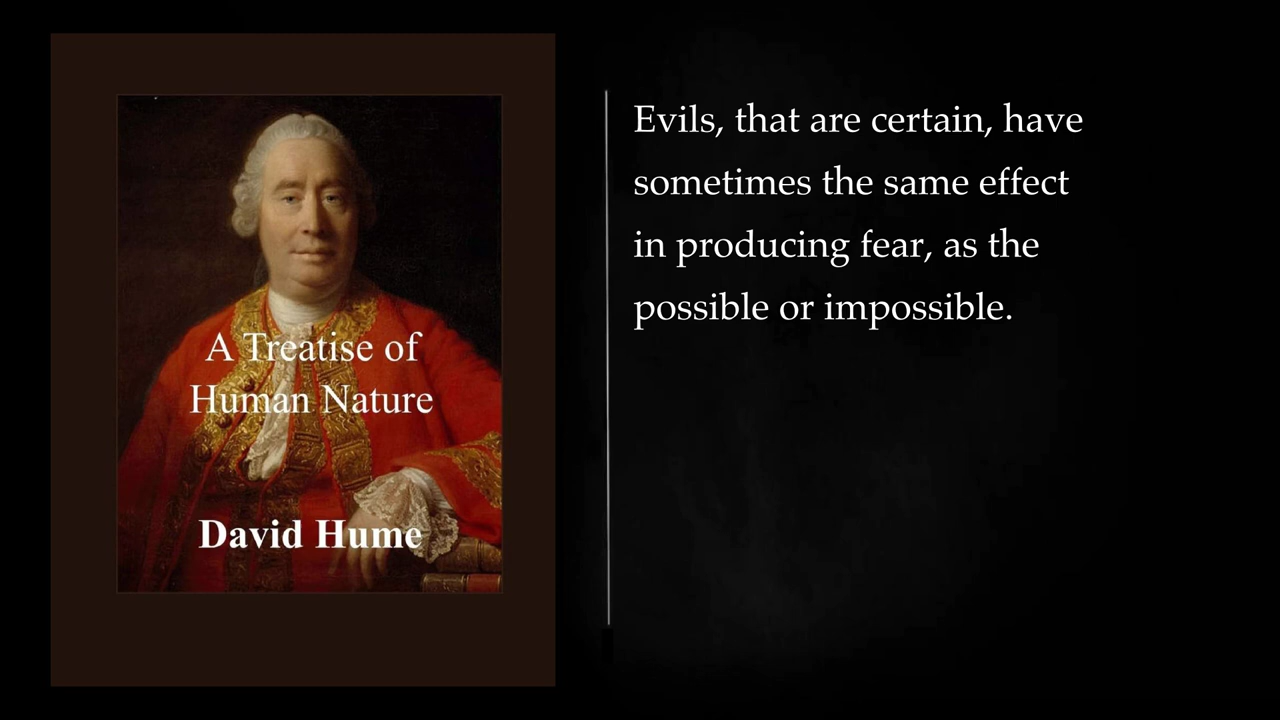 A Treatise of
Human Nature
David Hume
Evils, that are certain, have
sometimes the same effect
in producing fear, as the
possible or impossible.